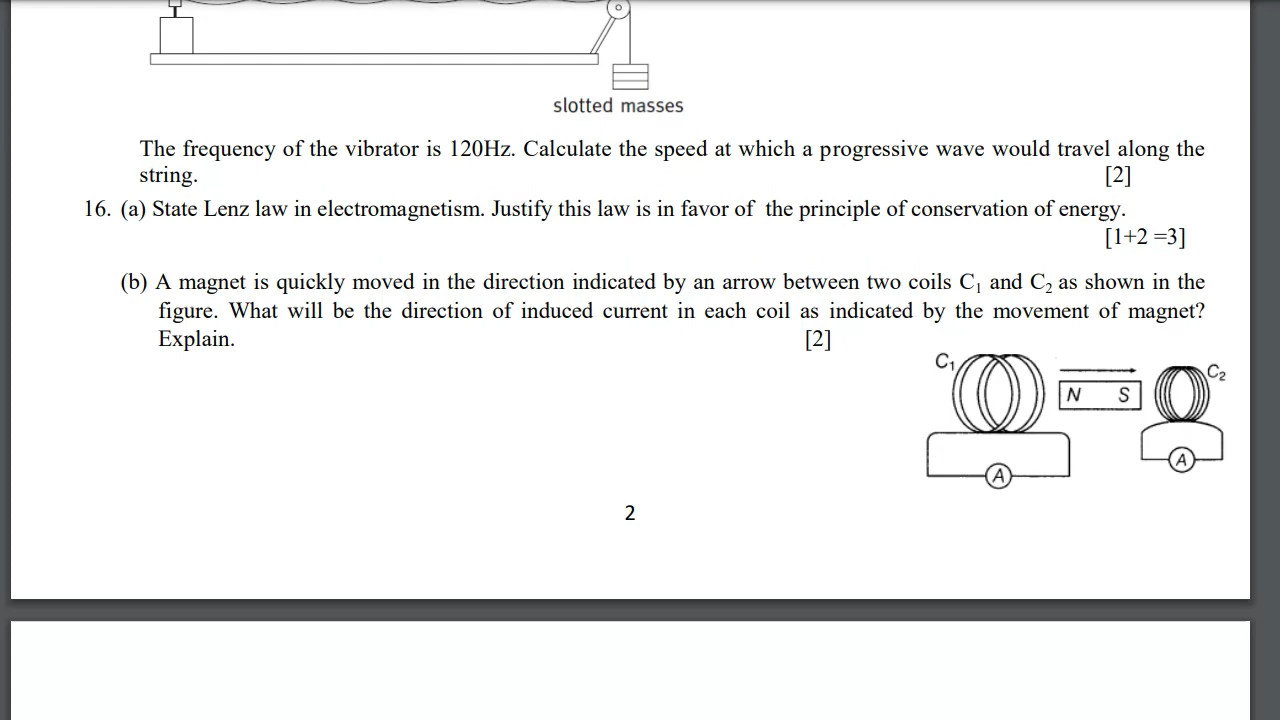 slotted masses
The frequency of the vibrator is 120Hz. Calculate the speed at which a progressive wave would travel along the
string. [2]
16. (a) State Lenz law in electromagnetism. Justify this law is in favor of the principle of conservation of energy.
[1+2 =3]
(b) A magnet is quickly moved in the direction indicated by an arrow between two coils C₁ and C₂ as shown in the
figure. What will be the direction of induced current in each coil as indicated by the movement of magnet?
Explain. [2]
C₁ C₂
N S
A A
2